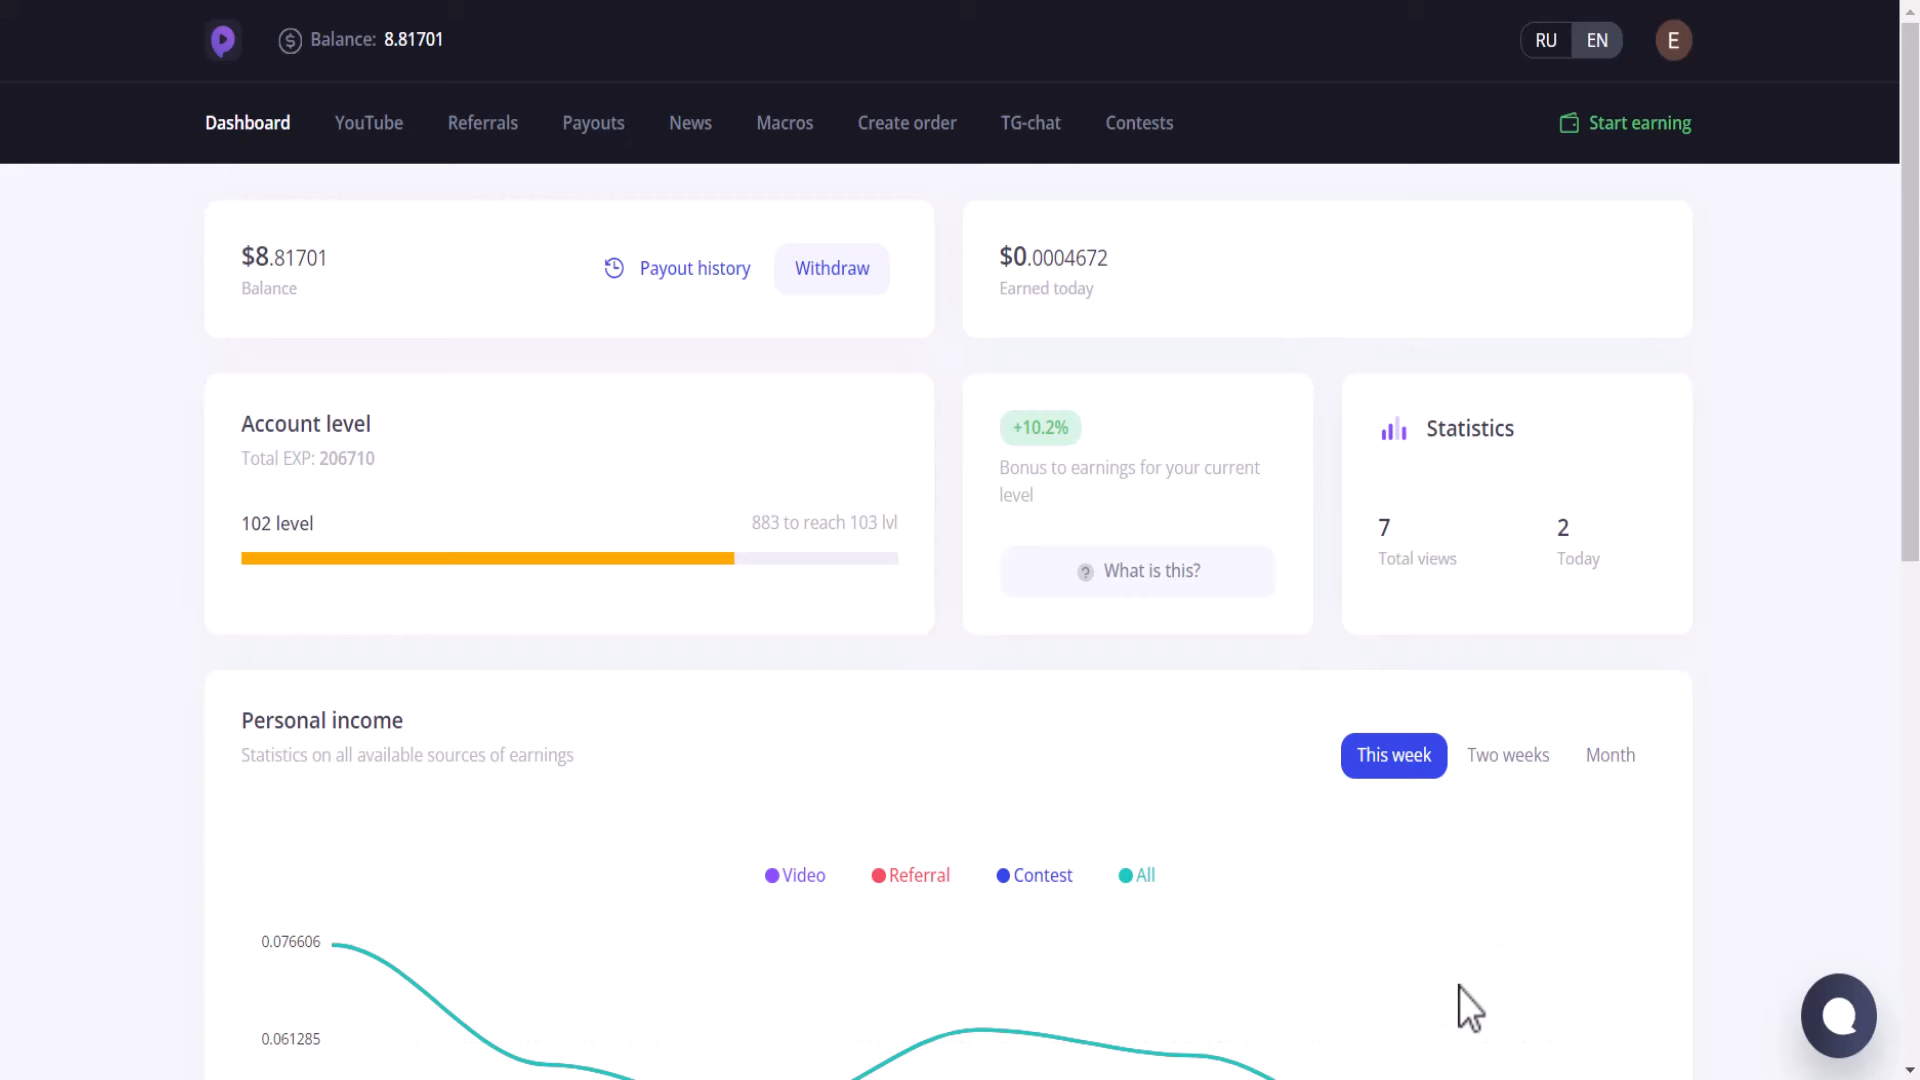 Balance: 8.81701
RU EN
E
Dashboard YouTube Referrals Payouts News Macros Create order TG-chat Contests
Start earning
$8.81701
Balance
Payout history
Withdraw
$0.0004672
Earned today
Account level
Total EXP: 206710
102 level
883 to reach 103 lvl
+10.2%
Bonus to earnings for your current
level
? What is this?
Statistics
7
Total views
2
Today
Personal income
Statistics on all available sources of earnings
This week Two weeks Month
Video Referral Contest All
0.076606
0.061285